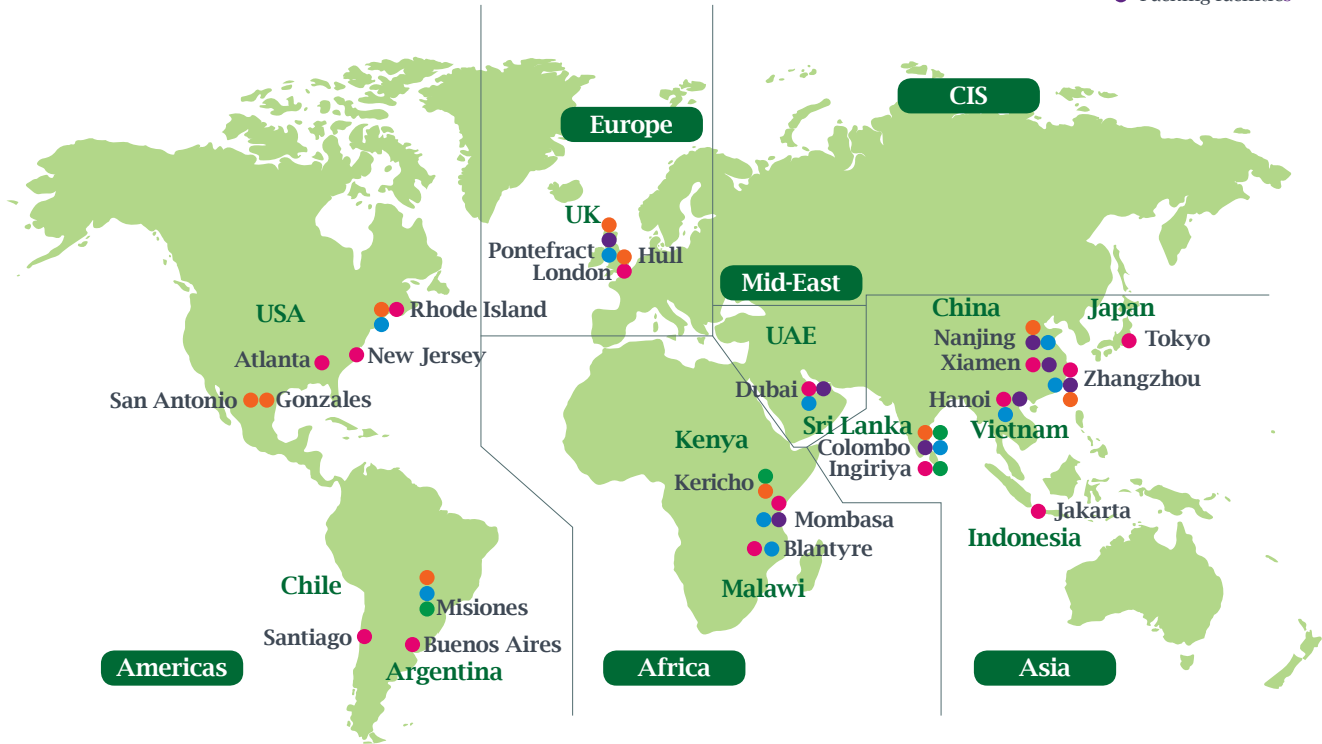 Packing facilities
CIS
Europe
UK
Pontefract
Hull
London
Mid-East
USA
Rhode Island
Atlanta
New Jersey
San Antonio
Gonzales
UAE
Dubai
China
Japan
Nanjing
Tokyo
Xiamen
Zhangzhou
Hanoi
Vietnam
Sri Lanka
Colombo
Ingiriya
Kenya
Kericho
Mombasa
Blantyre
Malawi
Jakarta
Indonesia
Chile
Misiones
Santiago
Buenos Aires
Argentina
Americas
Africa
Asia